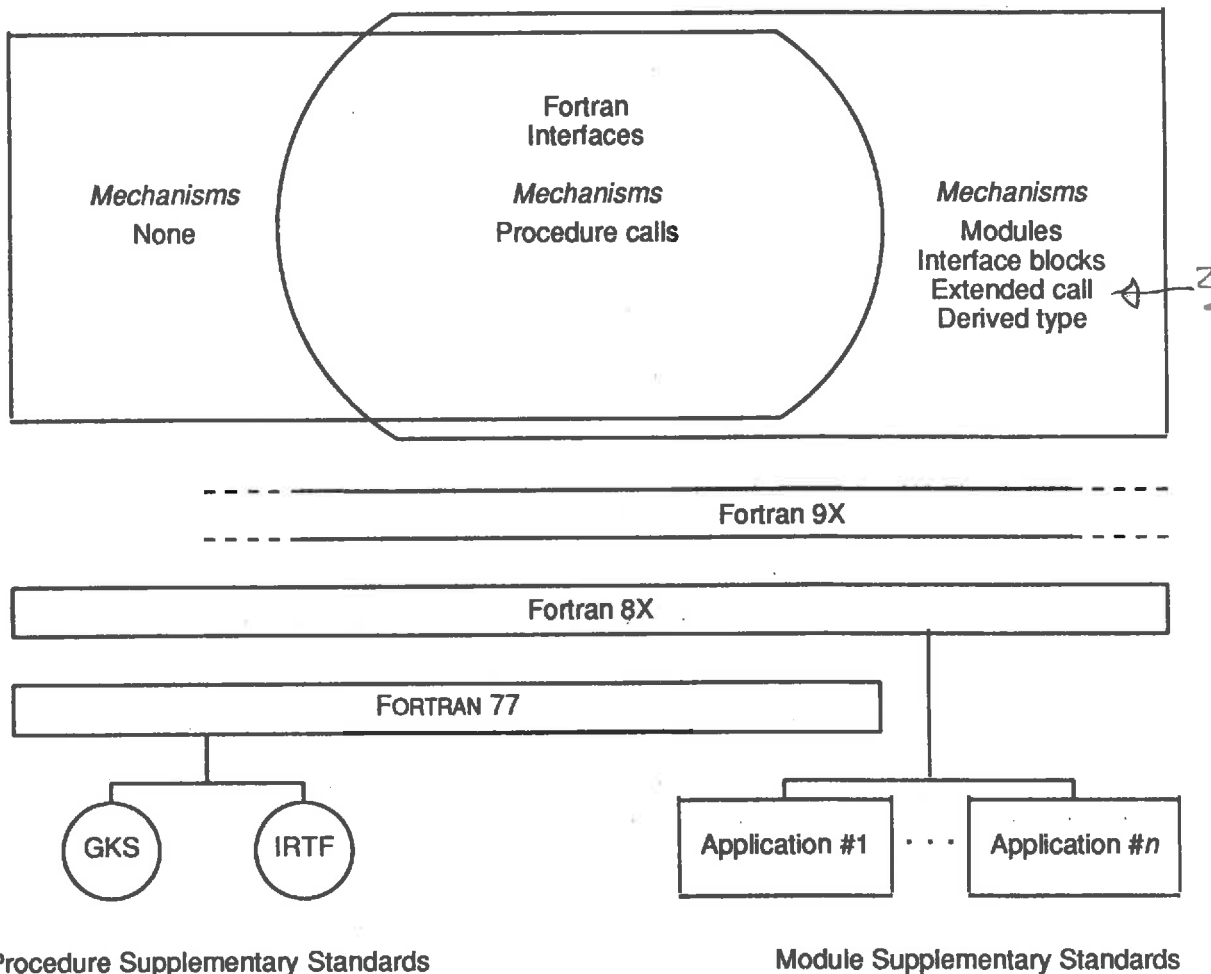 Fortran
Interfaces
Mechanisms
None
Mechanisms
Procedure calls
Mechanisms
Modules
Interface blocks
Extended call
Derived type
Fortran 9X
Fortran 8X
FORTRAN 77
GKS
IRTF
Application #1
· · ·
Application #n
Procedure Supplementary Standards
Module Supplementary Standards